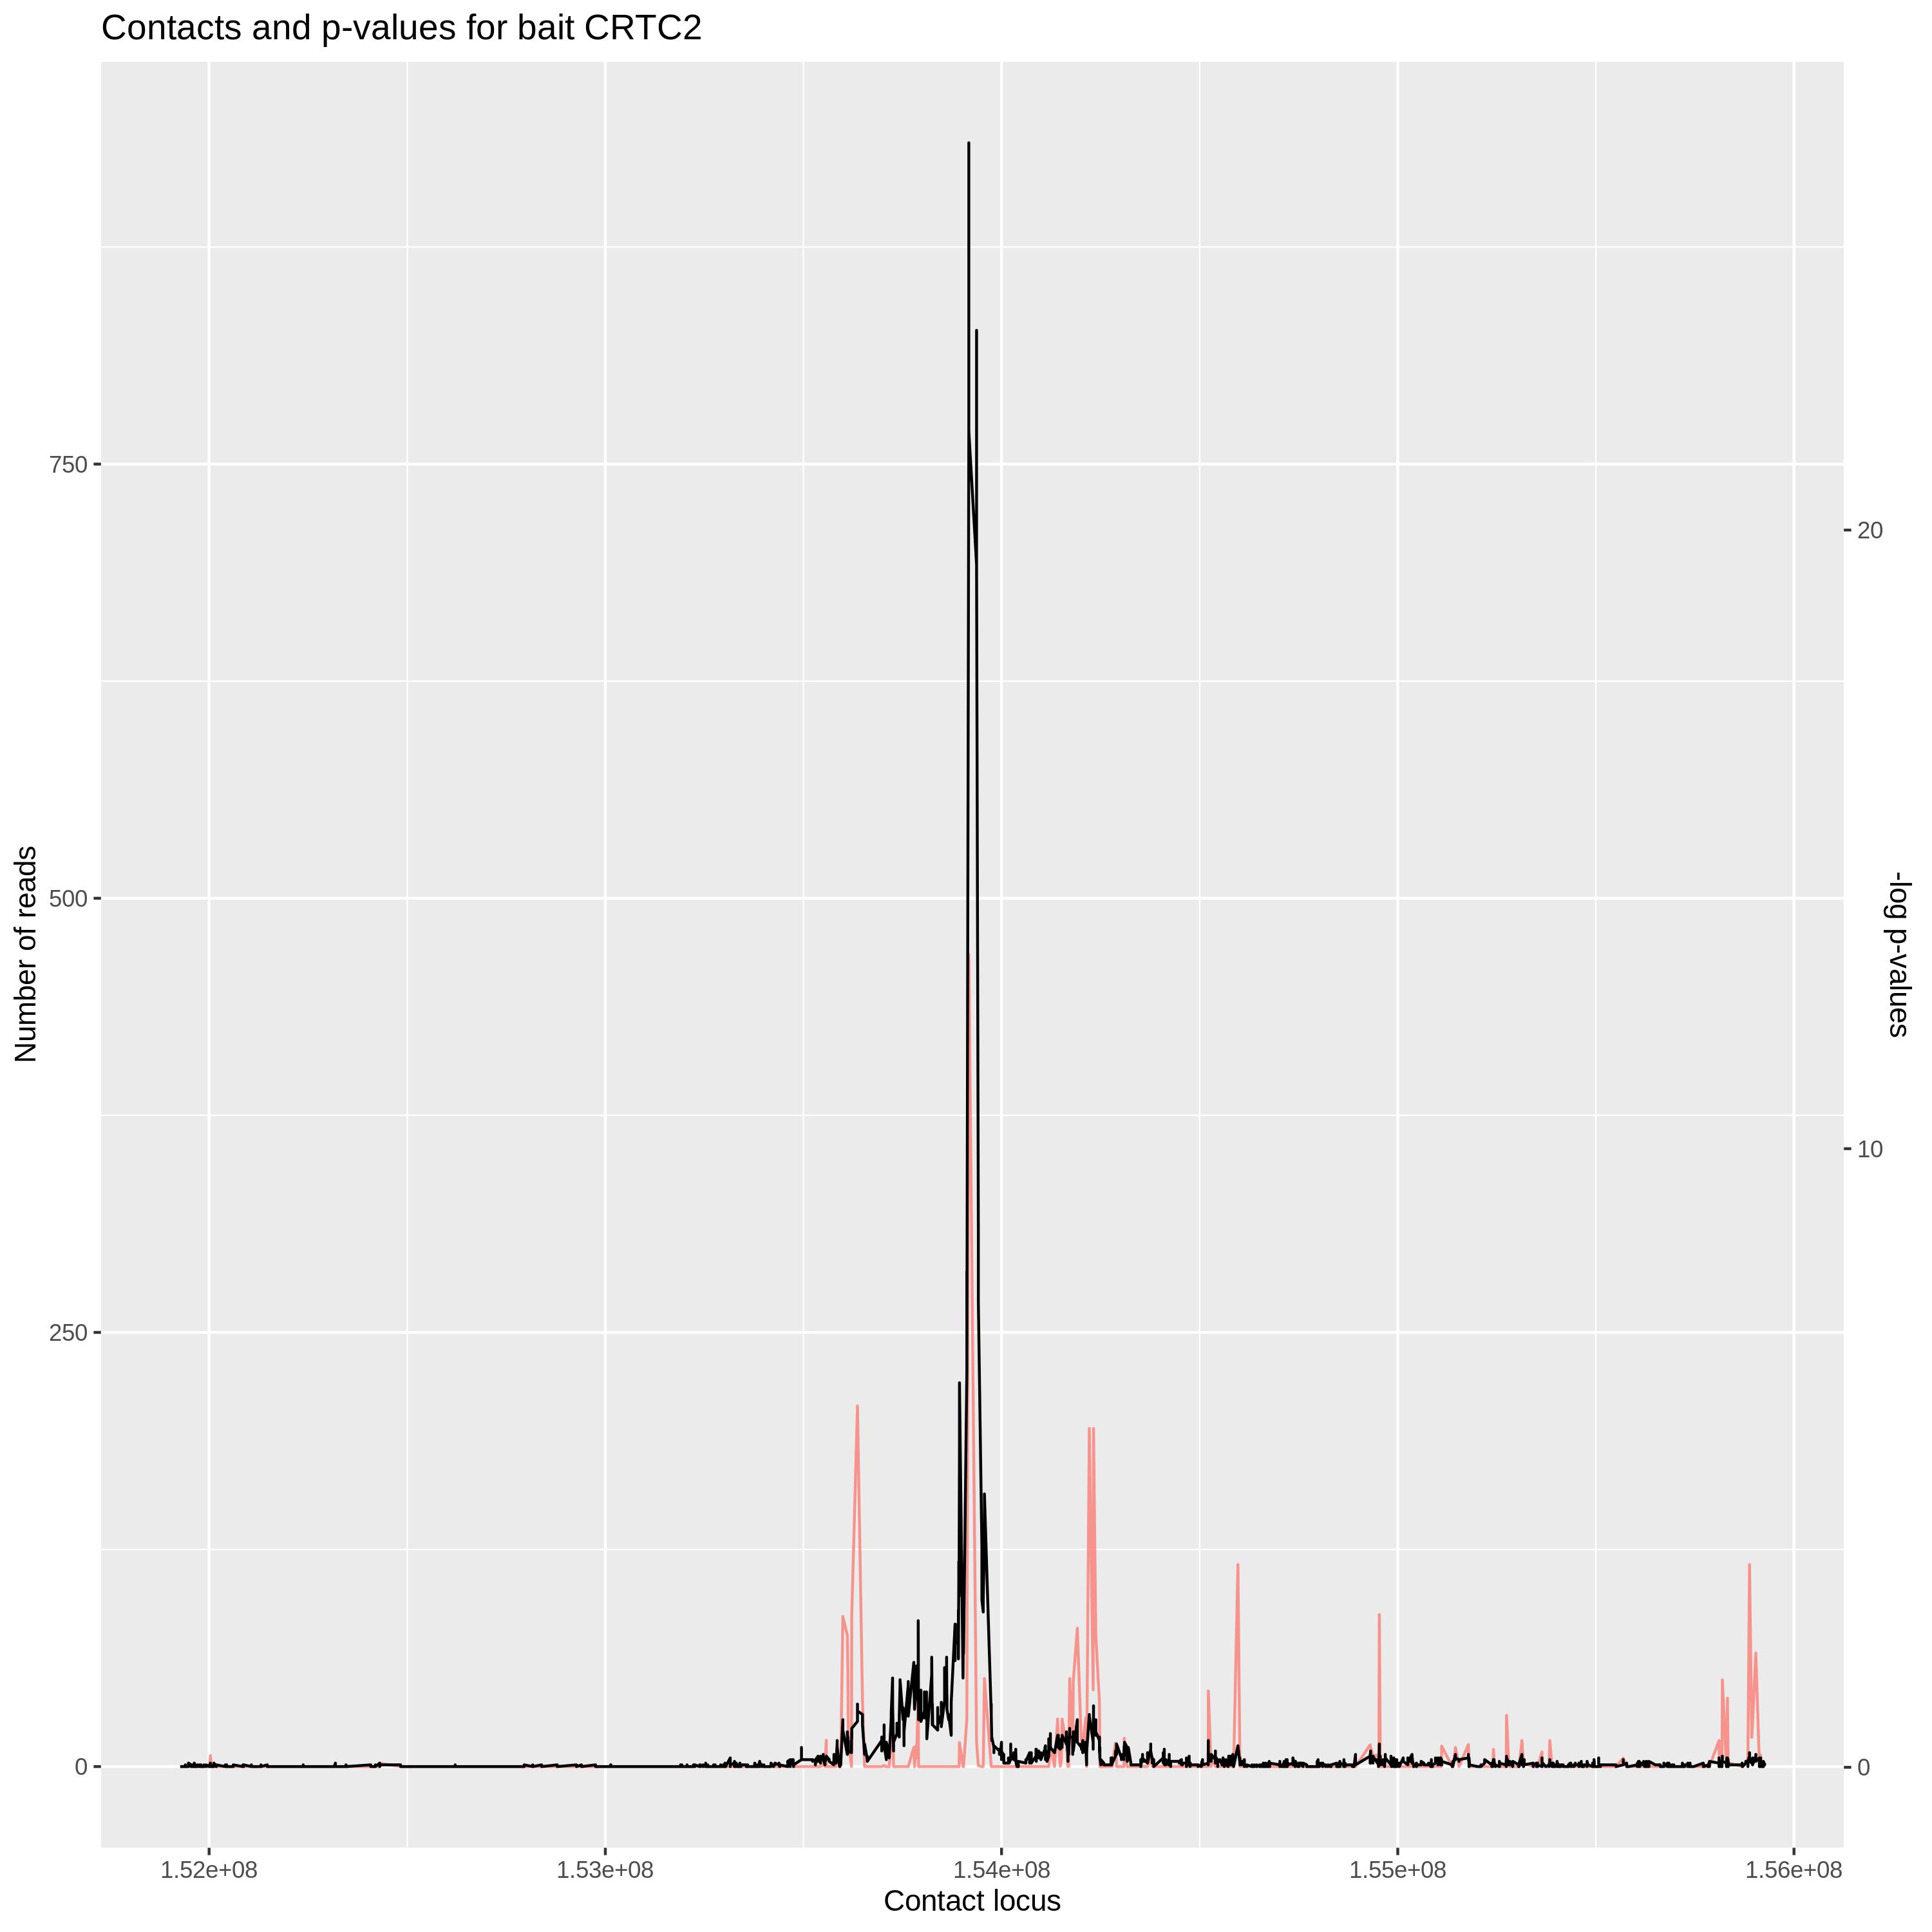 Contacts and p-values for bait CRTC2
Number of reads
750
500
250
0
20
10
0
-log p-values
1.52e+08 1.53e+08 1.54e+08 1.55e+08 1.56e+08
Contact locus